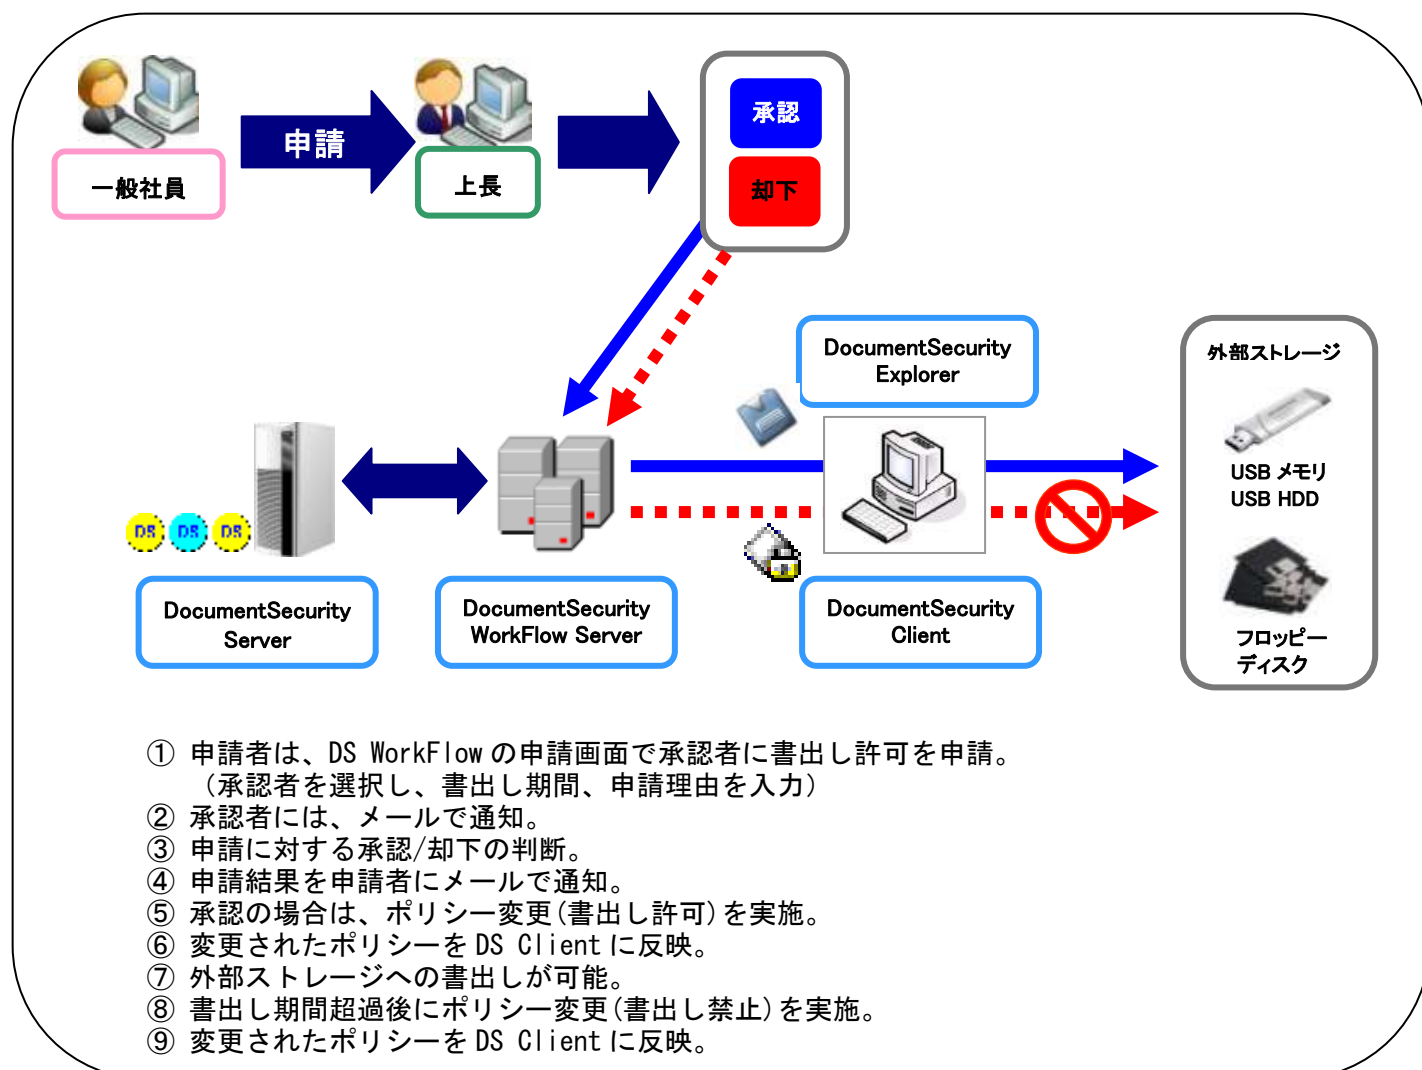 申請
一般社員
上長
承認
却下
DocumentSecurity
Explorer
外部ストレージ
USB メモリ
USB HDD
フロッピー
ディスク
DS DS DS
DocumentSecurity
Server
DocumentSecurity
WorkFlow Server
DocumentSecurity
Client
① 申請者は、DS WorkFlow の申請画面で承認者に書出し許可を申請。
（承認者を選択し、書出し期間、申請理由を入力）
② 承認者には、メールで通知。
③ 申請に対する承認/却下の判断。
④ 申請結果を申請者にメールで通知。
⑤ 承認の場合は、ポリシー変更(書出し許可)を実施。
⑥ 変更されたポリシーを DS Client に反映。
⑦ 外部ストレージへの書出しが可能。
⑧ 書出し期間超過後にポリシー変更(書出し禁止)を実施。
⑨ 変更されたポリシーを DS Client に反映。